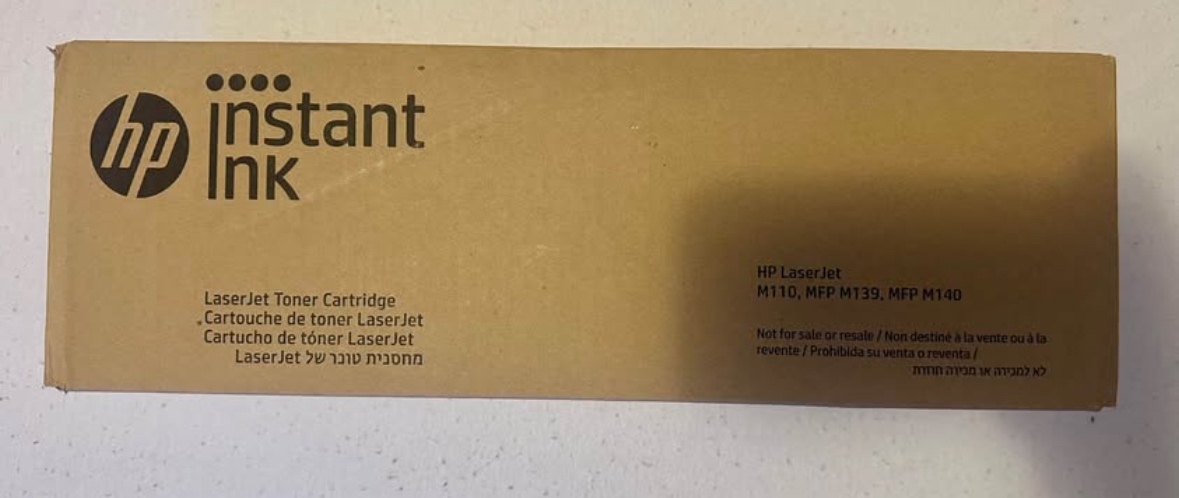 hp instant
ink
LaserJet Toner Cartridge
Cartouche de toner LaserJet
Cartucho de tóner LaserJet
מחסנית טונר של LaserJet
HP LaserJet
M110, MFP M139, MFP M140
Not for sale or resale / Non destiné à la vente ou à la
revente / Prohibida su venta o reventa /
לא למכירה או מכירה חוזרת